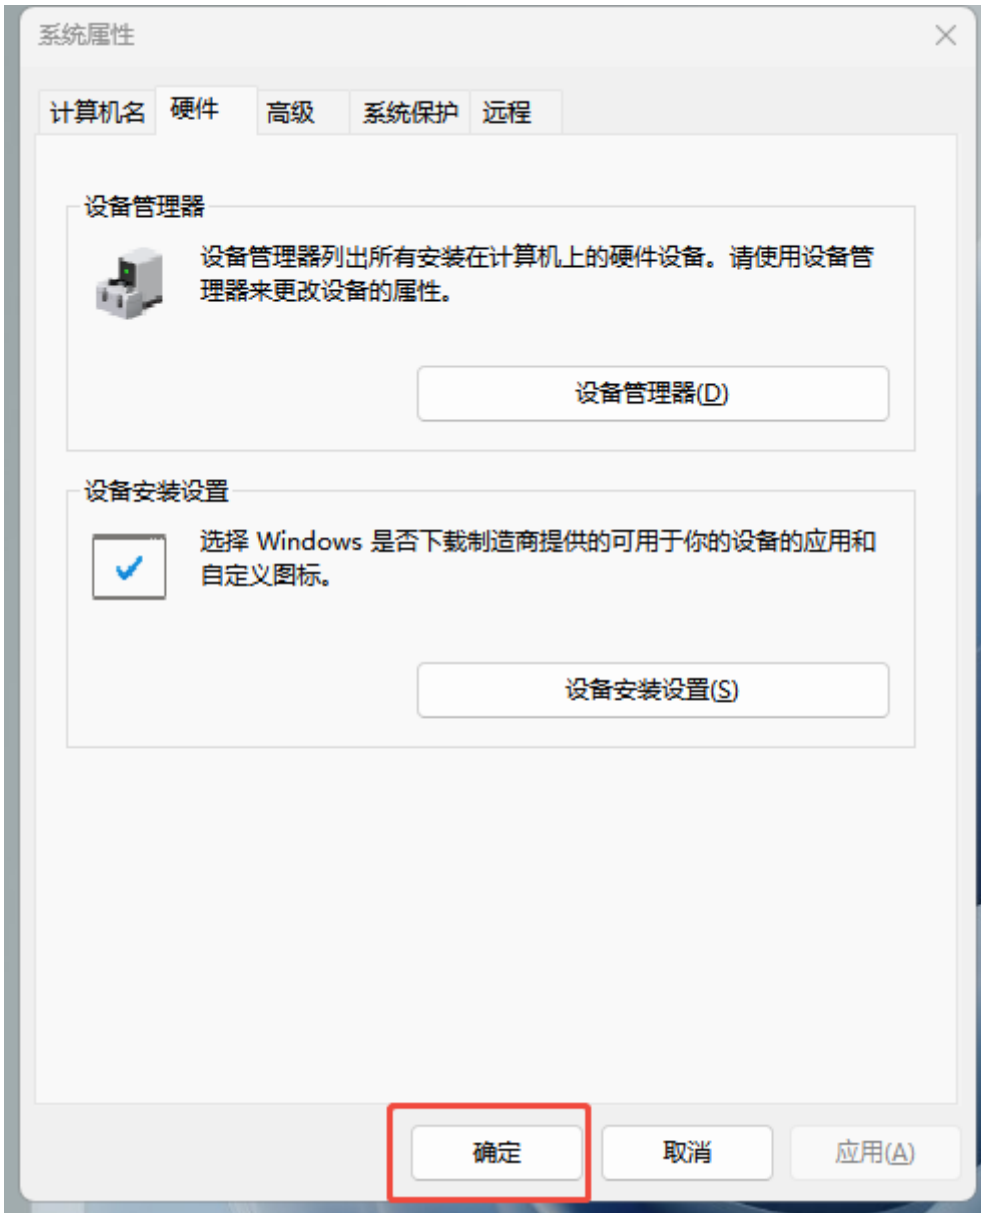 系统属性
计算机名 硬件 高级 系统保护 远程
设备管理器
设备管理器列出所有安装在计算机上的硬件设备。请使用设备管
理器来更改设备的属性。
设备管理器(D)
设备安装设置
选择 Windows 是否下载制造商提供的可用于你的设备的应用和
自定义图标。
设备安装设置(S)
确定 取消 应用(A)